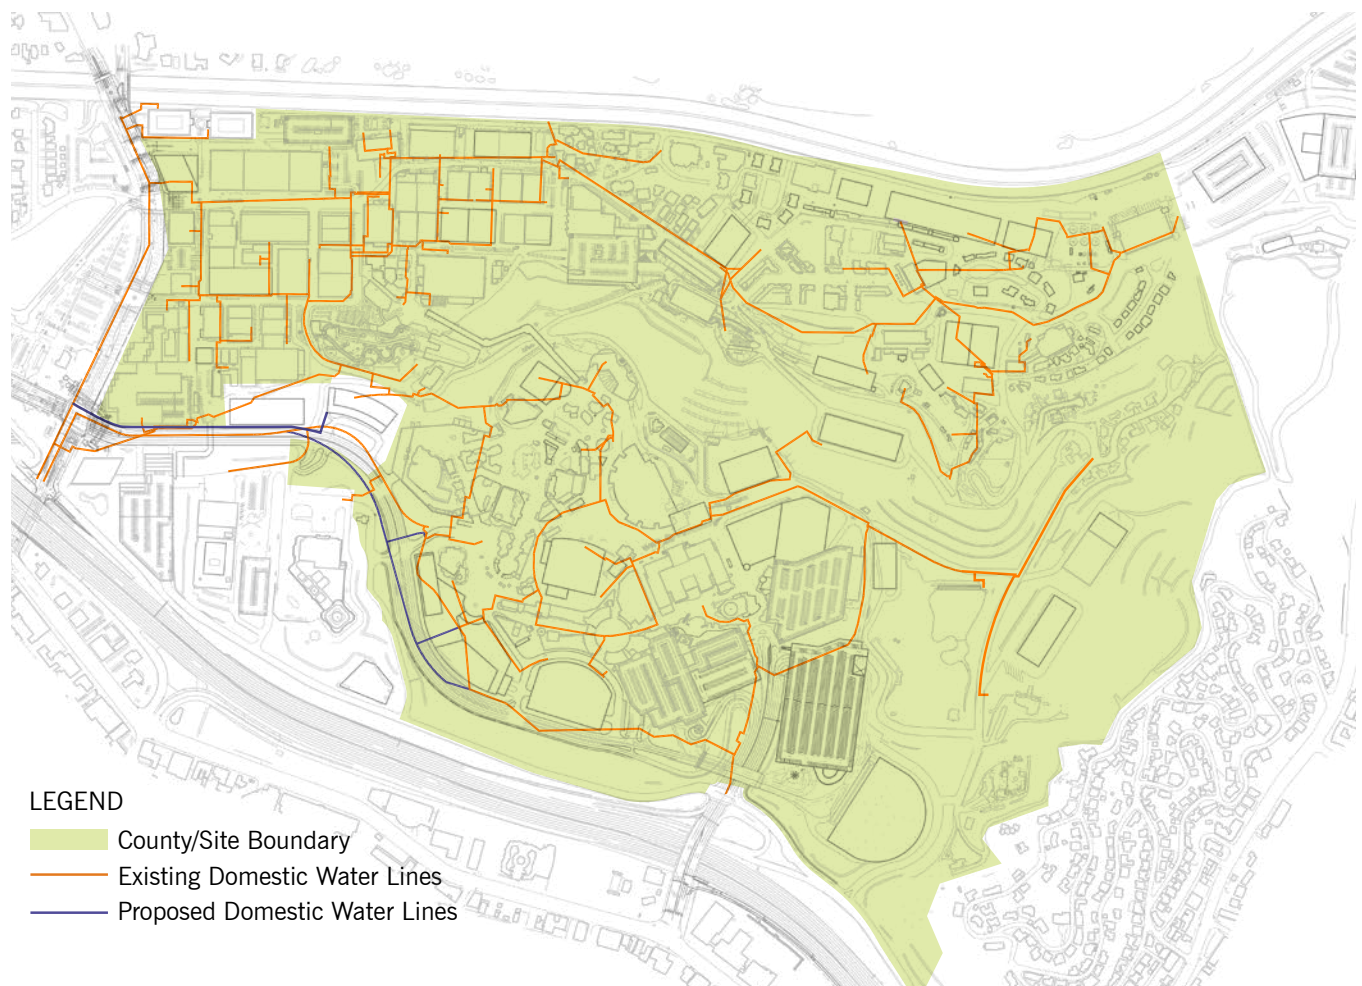 LEGEND
County/Site Boundary
Existing Domestic Water Lines
Proposed Domestic Water Lines